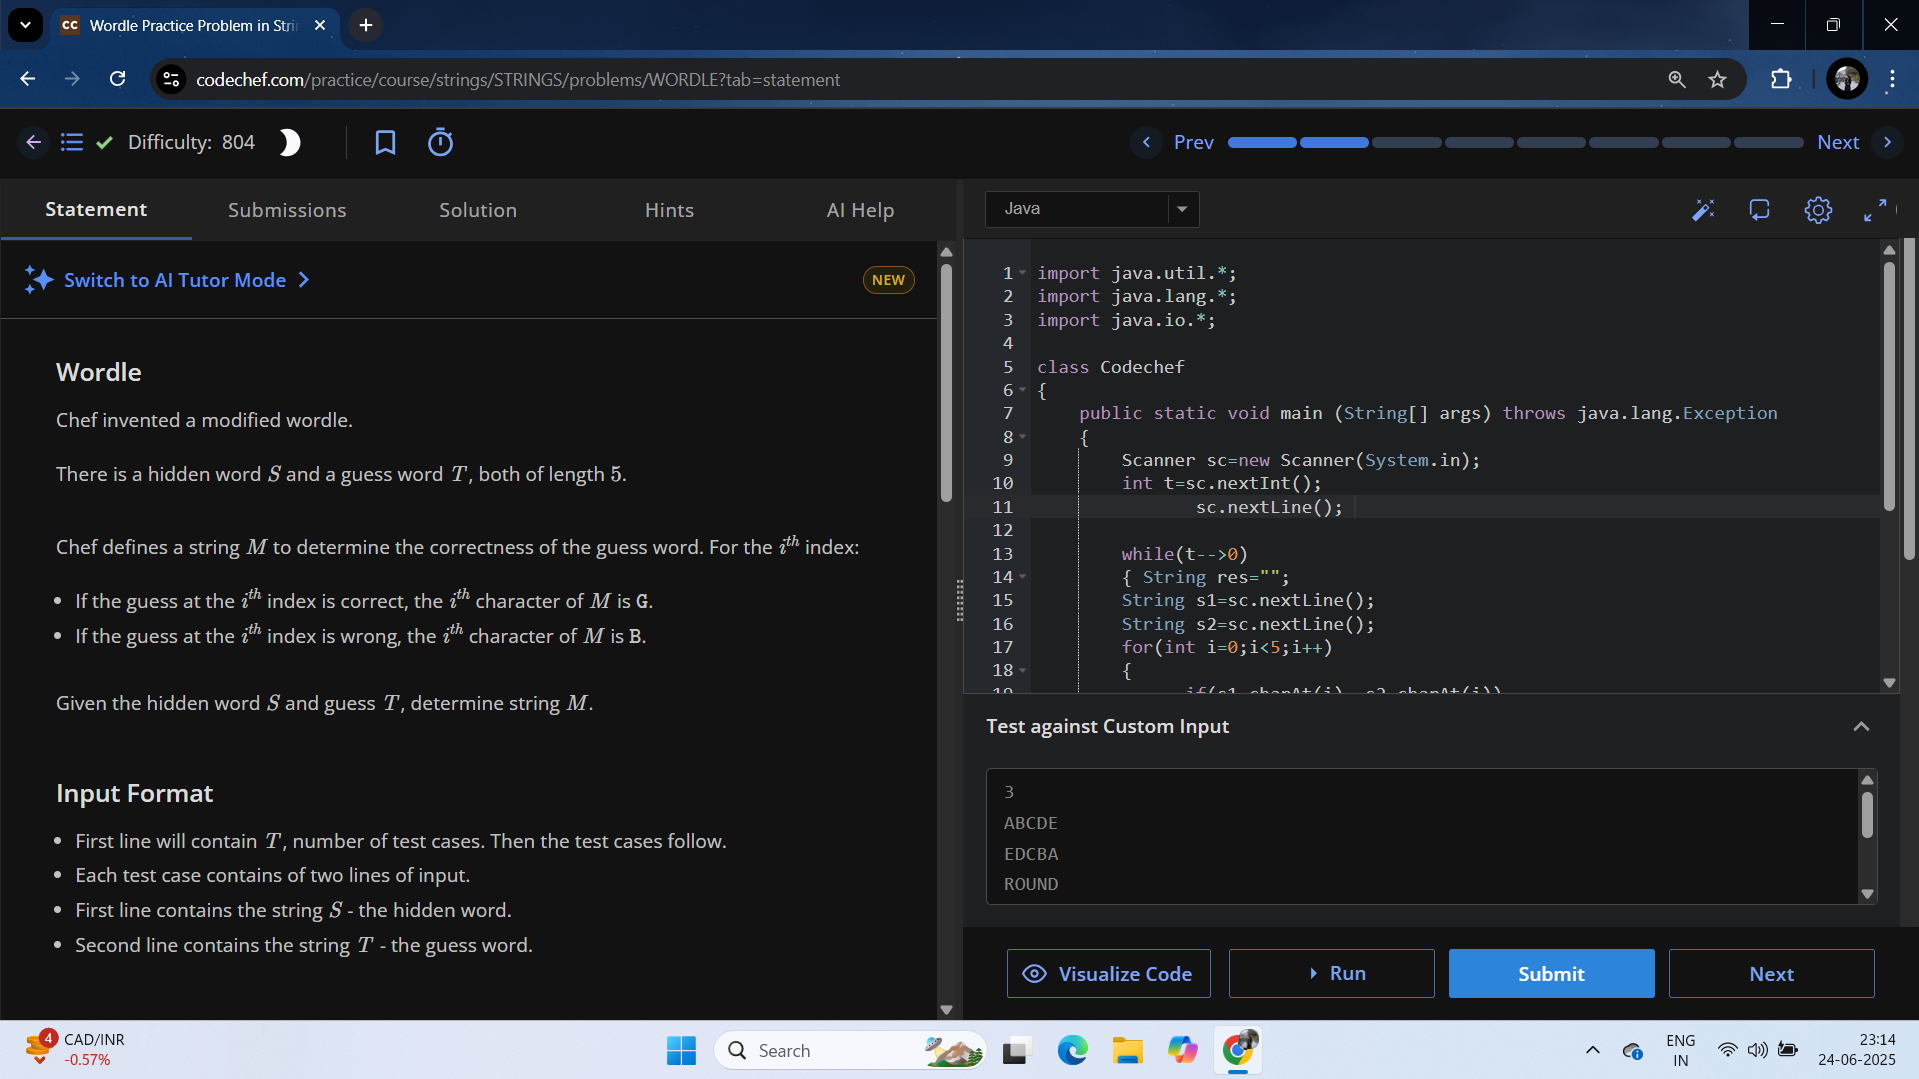 Wordle Practice Problem in Stri
codechef.com/practice/course/strings/STRINGS/problems/WORDLE?tab=statement
Difficulty: 804
Prev
Next
Statement
Submissions
Solution
Hints
AI Help
Switch to AI Tutor Mode
NEW
Wordle
Chef invented a modified wordle.
There is a hidden word S and a guess word T, both of length 5.
Chef defines a string M to determine the correctness of the guess word. For the i^th index:
• If the guess at the i^th index is correct, the i^th character of M is G.
• If the guess at the i^th index is wrong, the i^th character of M is B.
Given the hidden word S and guess T, determine string M.
Input Format
• First line will contain T, number of test cases. Then the test cases follow.
• Each test case contains of two lines of input.
• First line contains the string S - the hidden word.
• Second line contains the string T - the guess word.
Java
1 import java.util.*;
2 import java.lang.*;
3 import java.io.*;
4
5 class Codechef
6 {
7 public static void main (String[] args) throws java.lang.Exception
8 {
9 Scanner sc=new Scanner(System.in);
10 int t=sc.nextInt();
11 sc.nextLine();
12
13 while(t-->0)
14 { String res="";
15 String s1=sc.nextLine();
16 String s2=sc.nextLine();
17 for(int i=0;i<5;i++)
18 {
Test against Custom Input
3
ABCDE
EDCBA
ROUND
Visualize Code
Run
Submit
Next
4
CAD/INR
-0.57%
Search
ENG
IN
23:14
24-06-2025